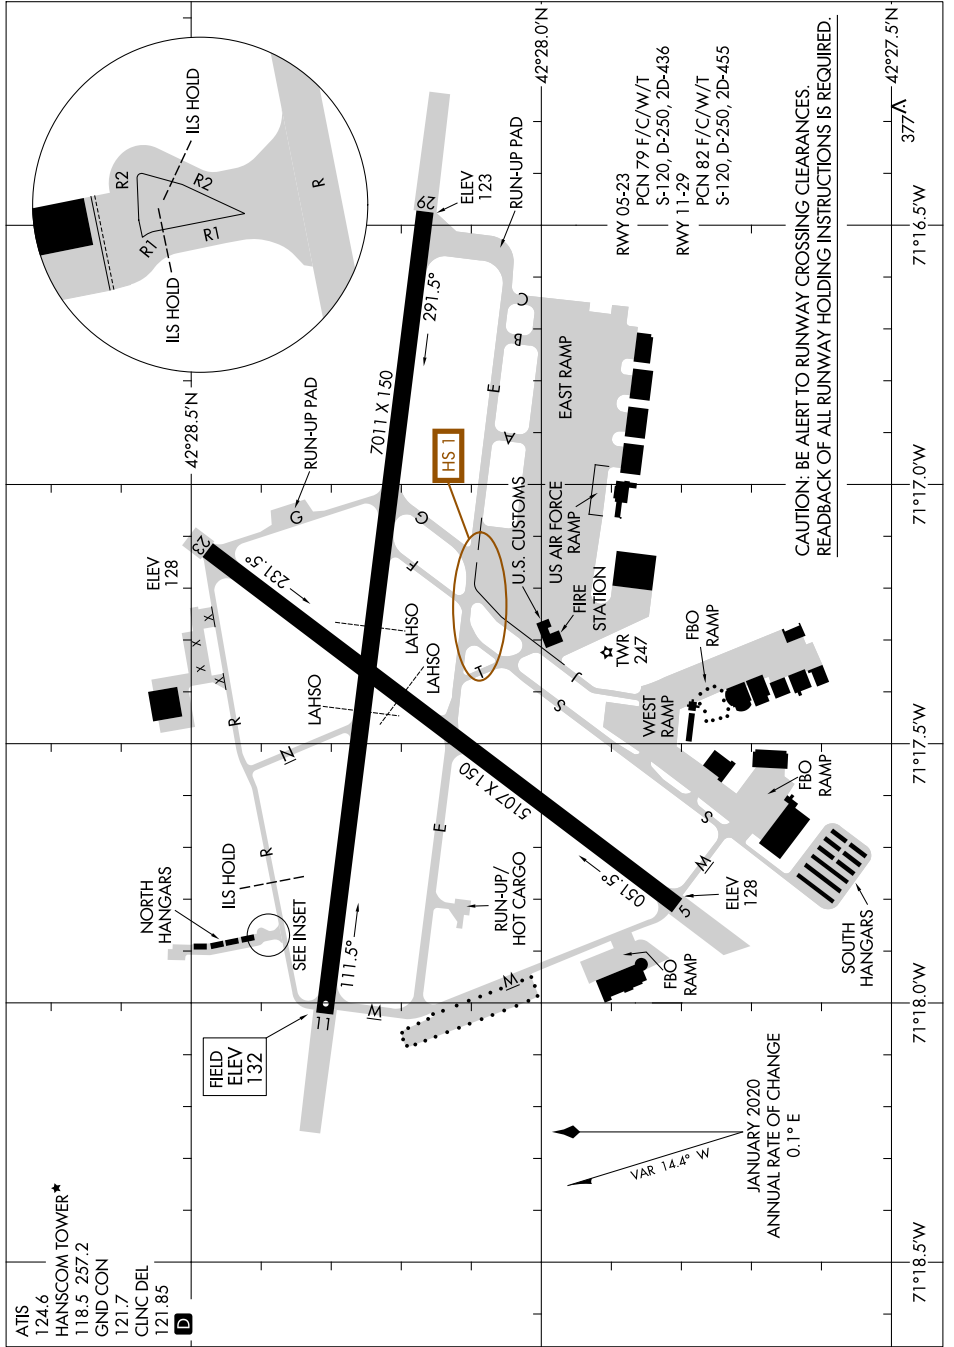 ATIS
124.6
HANSCOM TOWER★
118.5 257.2
GND CON
121.7
CLNC DEL
121.85
D
FIELD
ELEV
132
11
111.5°
NORTH
HANGARS
ILS HOLD
SEE INSET
R
R
N
X
X
X
X
ELEV
128
23
231.5°
G
RUN-UP PAD
LAHSO
LAHSO
LAHSO
7011 X 150
291.5°
29
ELEV
123
RUN-UP PAD
R1
R1
R2
R2
ILS HOLD
ILS HOLD
R
G
F
HS 1
E
A
B
C
EAST RAMP
U.S. CUSTOMS
US AIR FORCE
RAMP
FIRE
STATION
TWR
247
J
T
S
E
5107 X 150
051.5°
5
ELEV
128
RUN-UP/
HOT CARGO
W
W
M
S
FBO
RAMP
FBO
RAMP
WEST
RAMP
FBO
RAMP
SOUTH
HANGARS
RWY 05-23
PCN 79 F/C/W/T
S-120, D-250, 2D-436
RWY 11-29
PCN 82 F/C/W/T
S-120, D-250, 2D-455
CAUTION: BE ALERT TO RUNWAY CROSSING CLEARANCES.
READBACK OF ALL RUNWAY HOLDING INSTRUCTIONS IS REQUIRED.
VAR 14.4° W
JANUARY 2020
ANNUAL RATE OF CHANGE
0.1° E
42°28.5'N
42°28.0'N
42°27.5'N
377
71°18.5'W
71°18.0'W
71°17.5'W
71°17.0'W
71°16.5'W